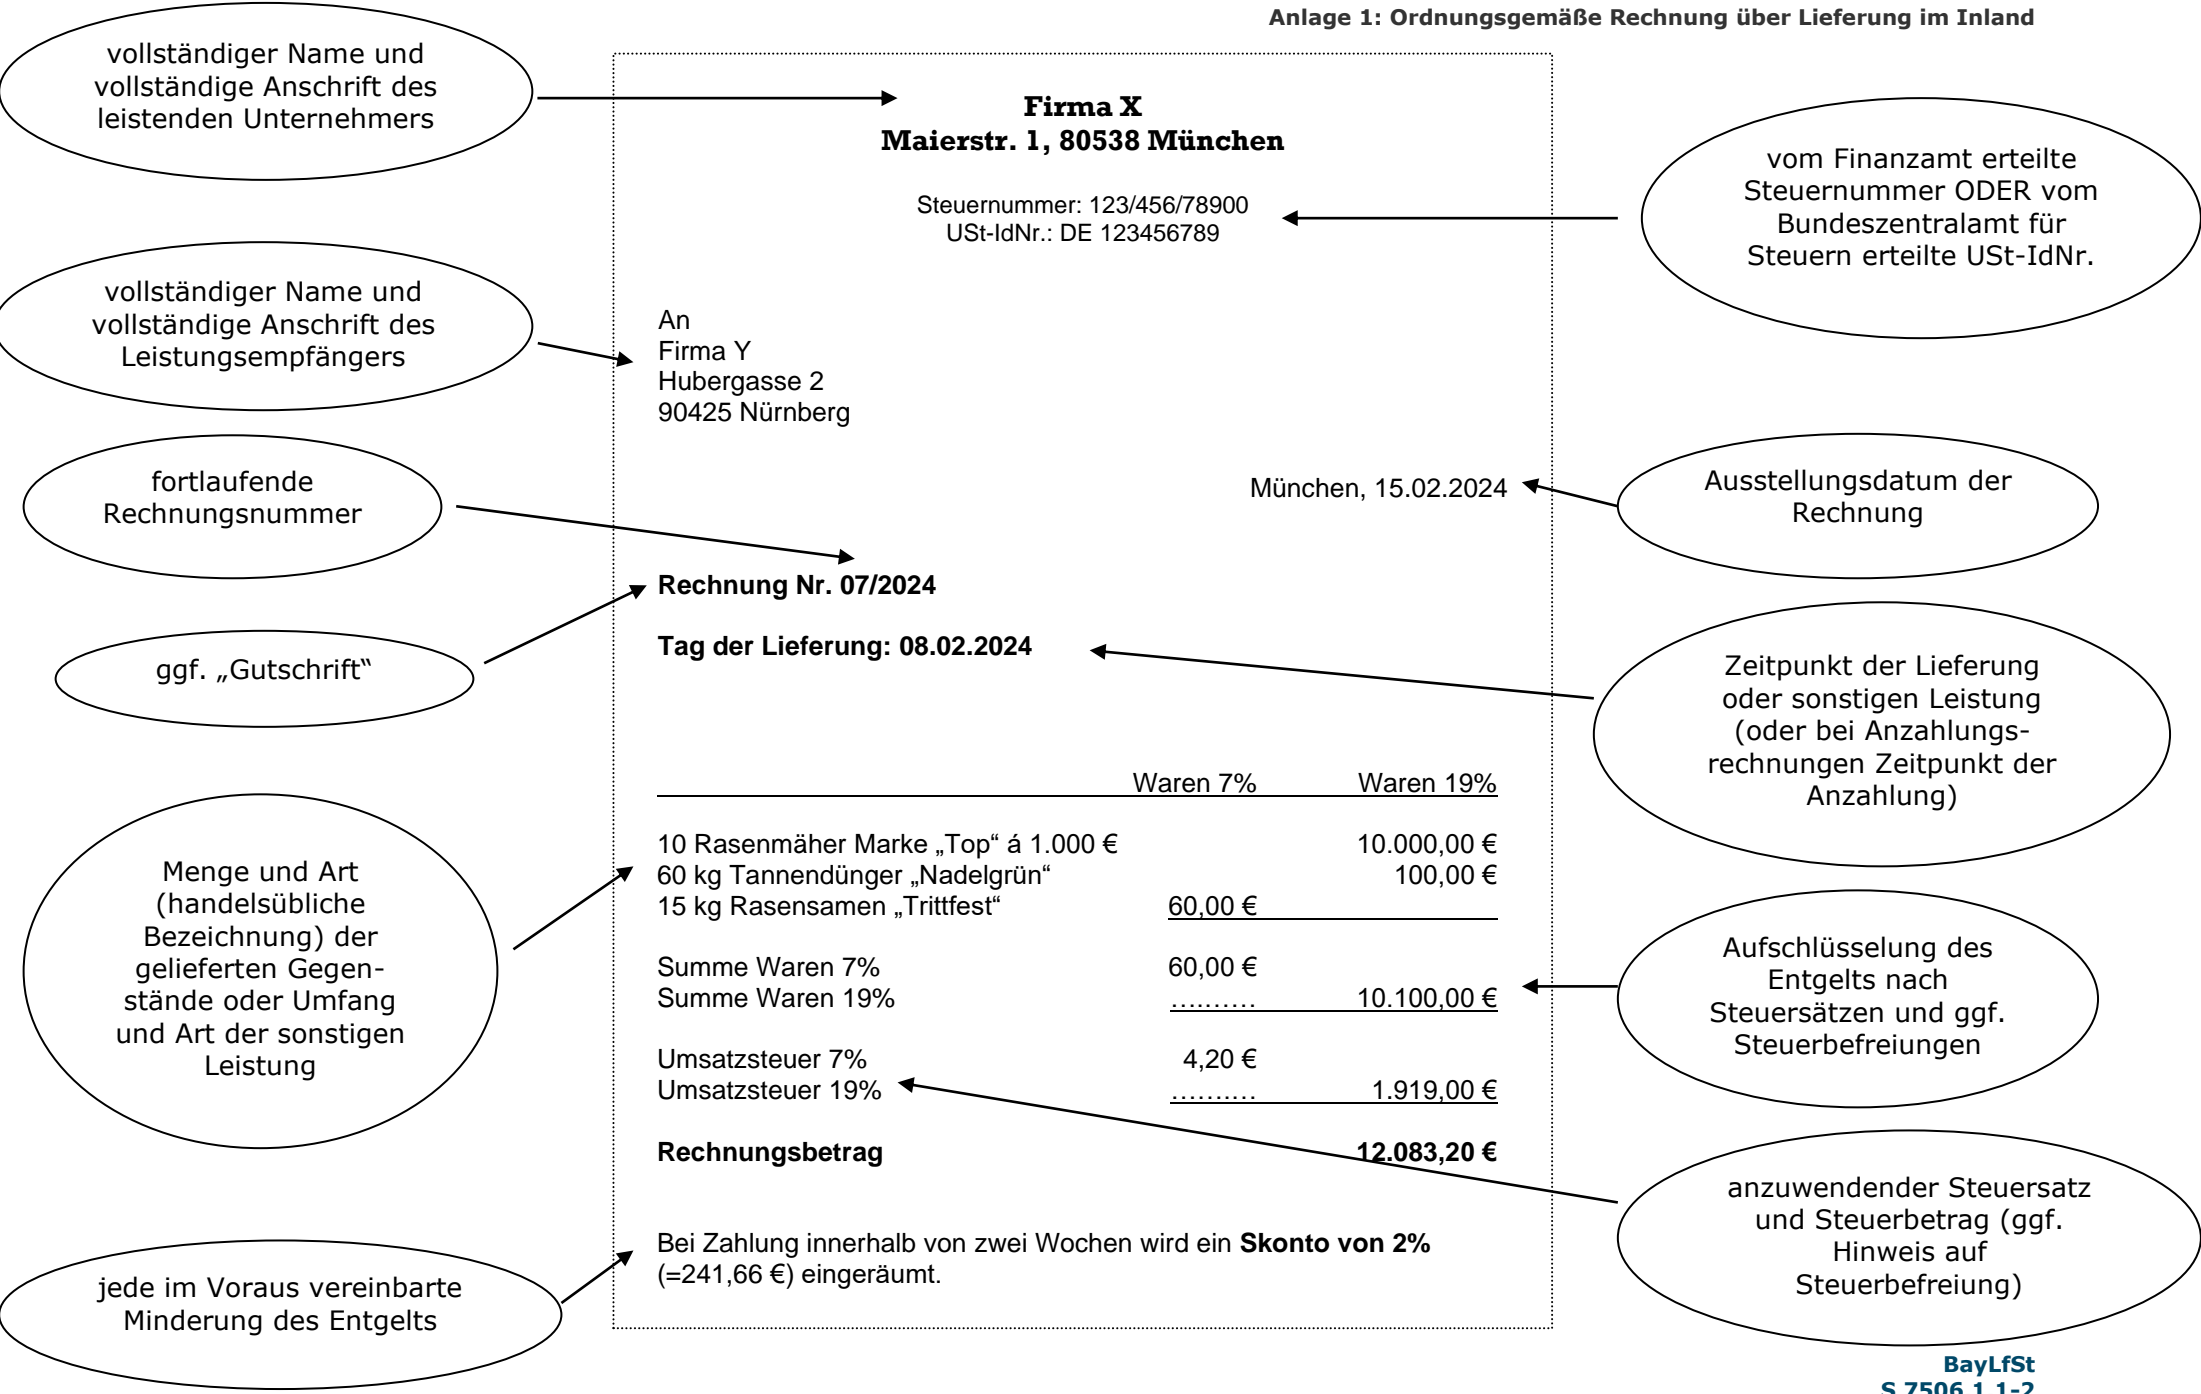 Anlage 1: Ordnungsgemäße Rechnung über Lieferung im Inland
vollständiger Name und
vollständige Anschrift des
leistenden Unternehmers
Firma X
Maierstr. 1, 80538 München
vom Finanzamt erteilte
Steuernummer ODER vom
Bundeszentralamt für
Steuern erteilte USt-IdNr.
Steuernummer: 123/456/78900
USt-IdNr.: DE 123456789
vollständiger Name und
vollständige Anschrift des
Leistungsempfängers
An
Firma Y
Hubergasse 2
90425 Nürnberg
fortlaufende
Rechnungsnummer
München, 15.02.2024
Ausstellungsdatum der
Rechnung
Rechnung Nr. 07/2024
ggf. „Gutschrift“
Tag der Lieferung: 08.02.2024
Zeitpunkt der Lieferung
oder sonstigen Leistung
(oder bei Anzahlungs-
rechnungen Zeitpunkt der
Anzahlung)
Waren 7% Waren 19%
Menge und Art
(handelsübliche
Bezeichnung) der
gelieferten Gegen-
stände oder Umfang
und Art der sonstigen
Leistung
10 Rasenmäher Marke „Top“ á 1.000 € 10.000,00 €
60 kg Tannendünger „Nadelgrün“ 100,00 €
15 kg Rasensamen „Trittfest“ 60,00 €
Summe Waren 7% 60,00 €
Summe Waren 19% ………. 10.100,00 €
Aufschlüsselung des
Entgelts nach
Steuersätzen und ggf.
Steuerbefreiungen
Umsatzsteuer 7% 4,20 €
Umsatzsteuer 19% ………. 1.919,00 €
Rechnungsbetrag 12.083,20 €
anzuwendender Steuersatz
und Steuerbetrag (ggf.
Hinweis auf
Steuerbefreiung)
Bei Zahlung innerhalb von zwei Wochen wird ein Skonto von 2%
(=241,66 €) eingeräumt.
jede im Voraus vereinbarte
Minderung des Entgelts
BayLfSt
S 7506.1.1-2